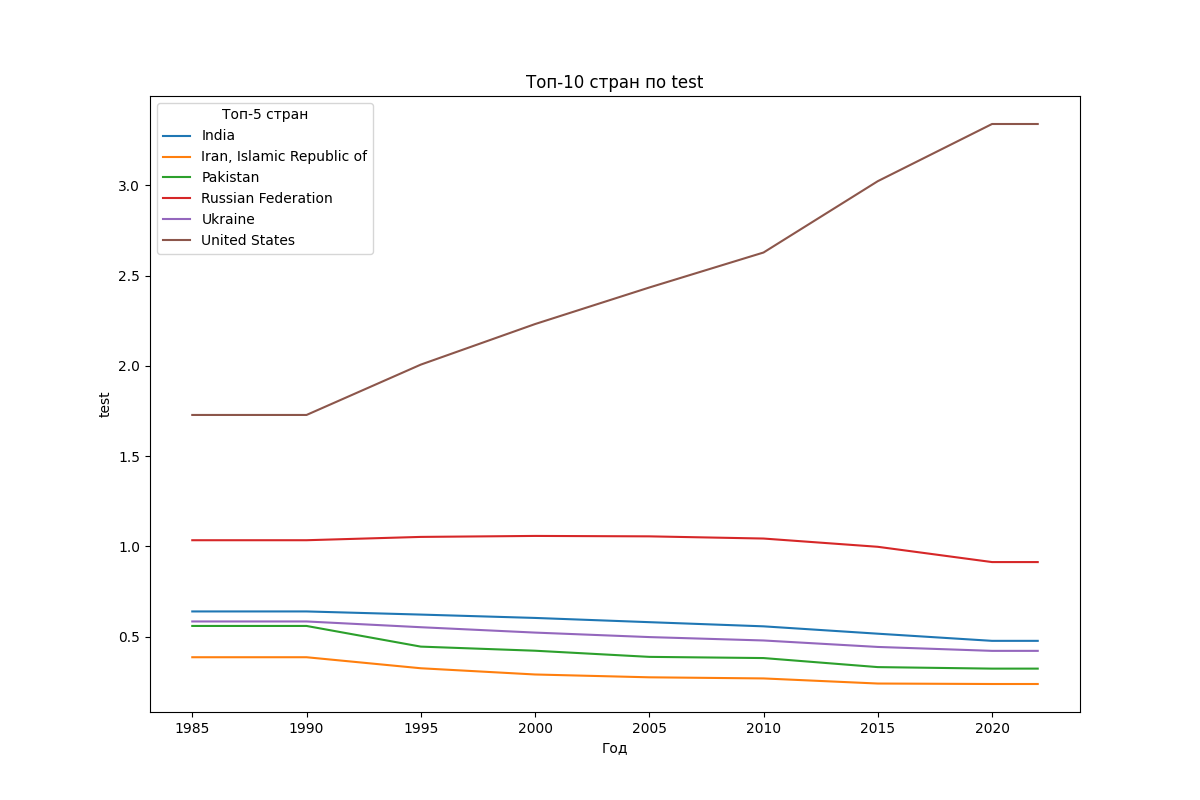 Топ-10 стран по test
Топ-5 стран
India
Iran, Islamic Republic of
Pakistan
Russian Federation
Ukraine
United States
3.0
2.5
2.0
1.5
1.0
0.5
test
1985 1990 1995 2000 2005 2010 2015 2020
Год